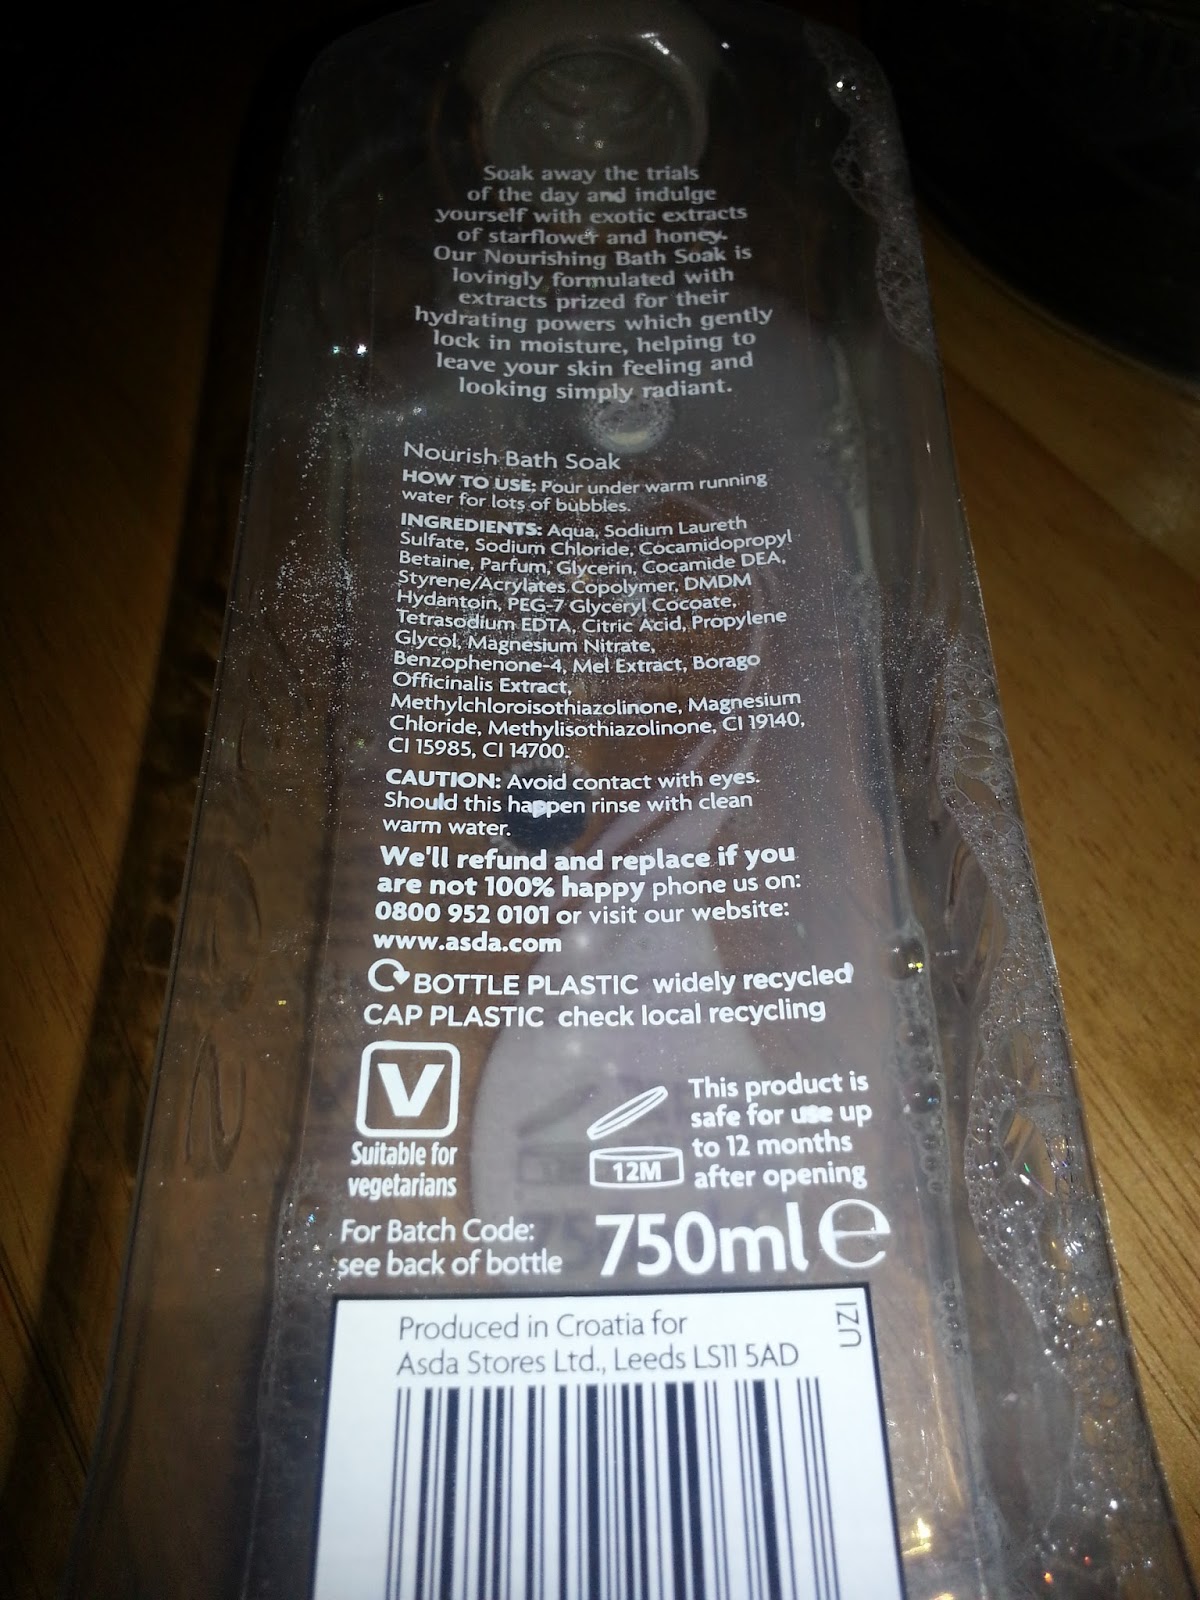 Soak away the trials
of the day and indulge
yourself with exotic extracts
of starflower and honey.
Our Nourishing Bath Soak is
lovingly formulated with
extracts prized for their
hydrating powers which gently
lock in moisture, helping to
leave your skin feeling and
looking simply radiant.
Nourish Bath Soak
HOW TO USE: Pour under warm running
water for lots of bubbles.
INGREDIENTS: Aqua, Sodium Laureth
Sulfate, Sodium Chloride, Cocamidopropyl
Betaine, Parfum, Glycerin, Cocamide DEA,
Styrene/Acrylates Copolymer, DMDM
Hydantoin, PEG-7 Glyceryl Cocoate,
Tetrasodium EDTA, Citric Acid, Propylene
Glycol, Magnesium Nitrate,
Benzophenone-4, Mel Extract, Borago
Officinalis Extract,
Methylchloroisothiazolinone, Magnesium
Chloride, Methylisothiazolinone, CI 19140,
CI 15985, CI 14700.
CAUTION: Avoid contact with eyes.
Should this happen rinse with clean
warm water.
We'll refund and replace if you
are not 100% happy phone us on:
0800 952 0101 or visit our website:
www.asda.com
BOTTLE PLASTIC widely recycled
CAP PLASTIC check local recycling
V
Suitable for
vegetarians
12M
This product is
safe for use up
to 12 months
after opening
For Batch Code:
see back of bottle
750ml e
Produced in Croatia for
Asda Stores Ltd., Leeds LS11 5AD
UZI